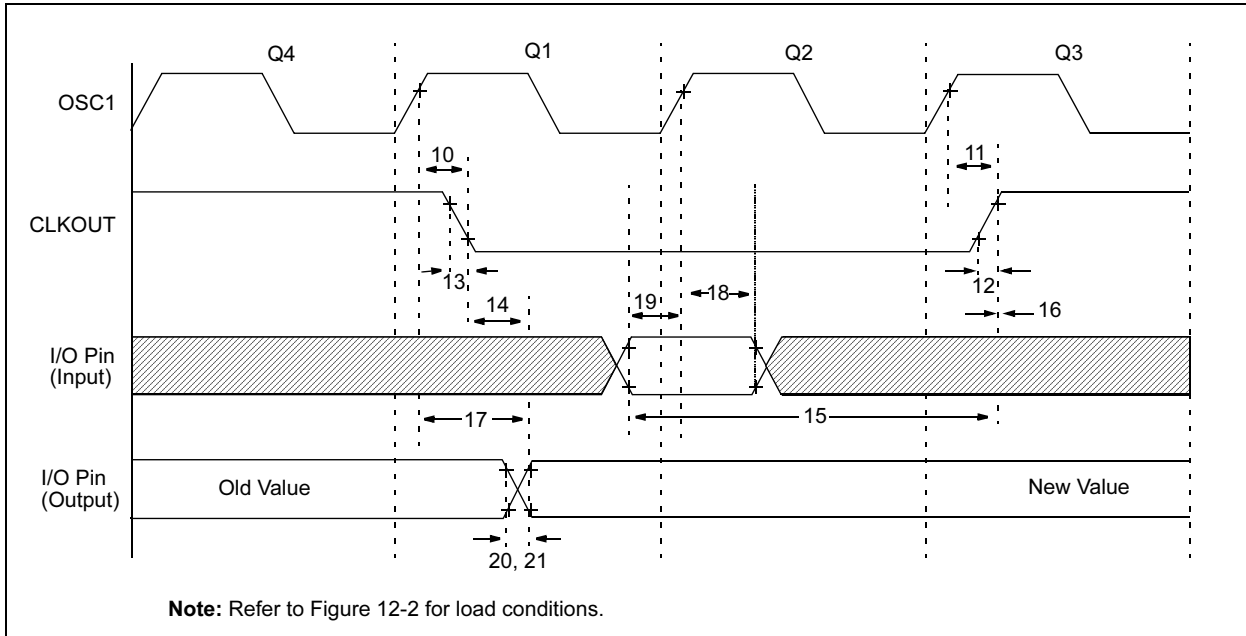 Q4 Q1 Q2 Q3
OSC1
10 11
CLKOUT
13 12
14 19 18 16
I/O Pin
(Input)
17 15
I/O Pin
(Output)
Old Value New Value
20, 21
Note: Refer to Figure 12-2 for load conditions.